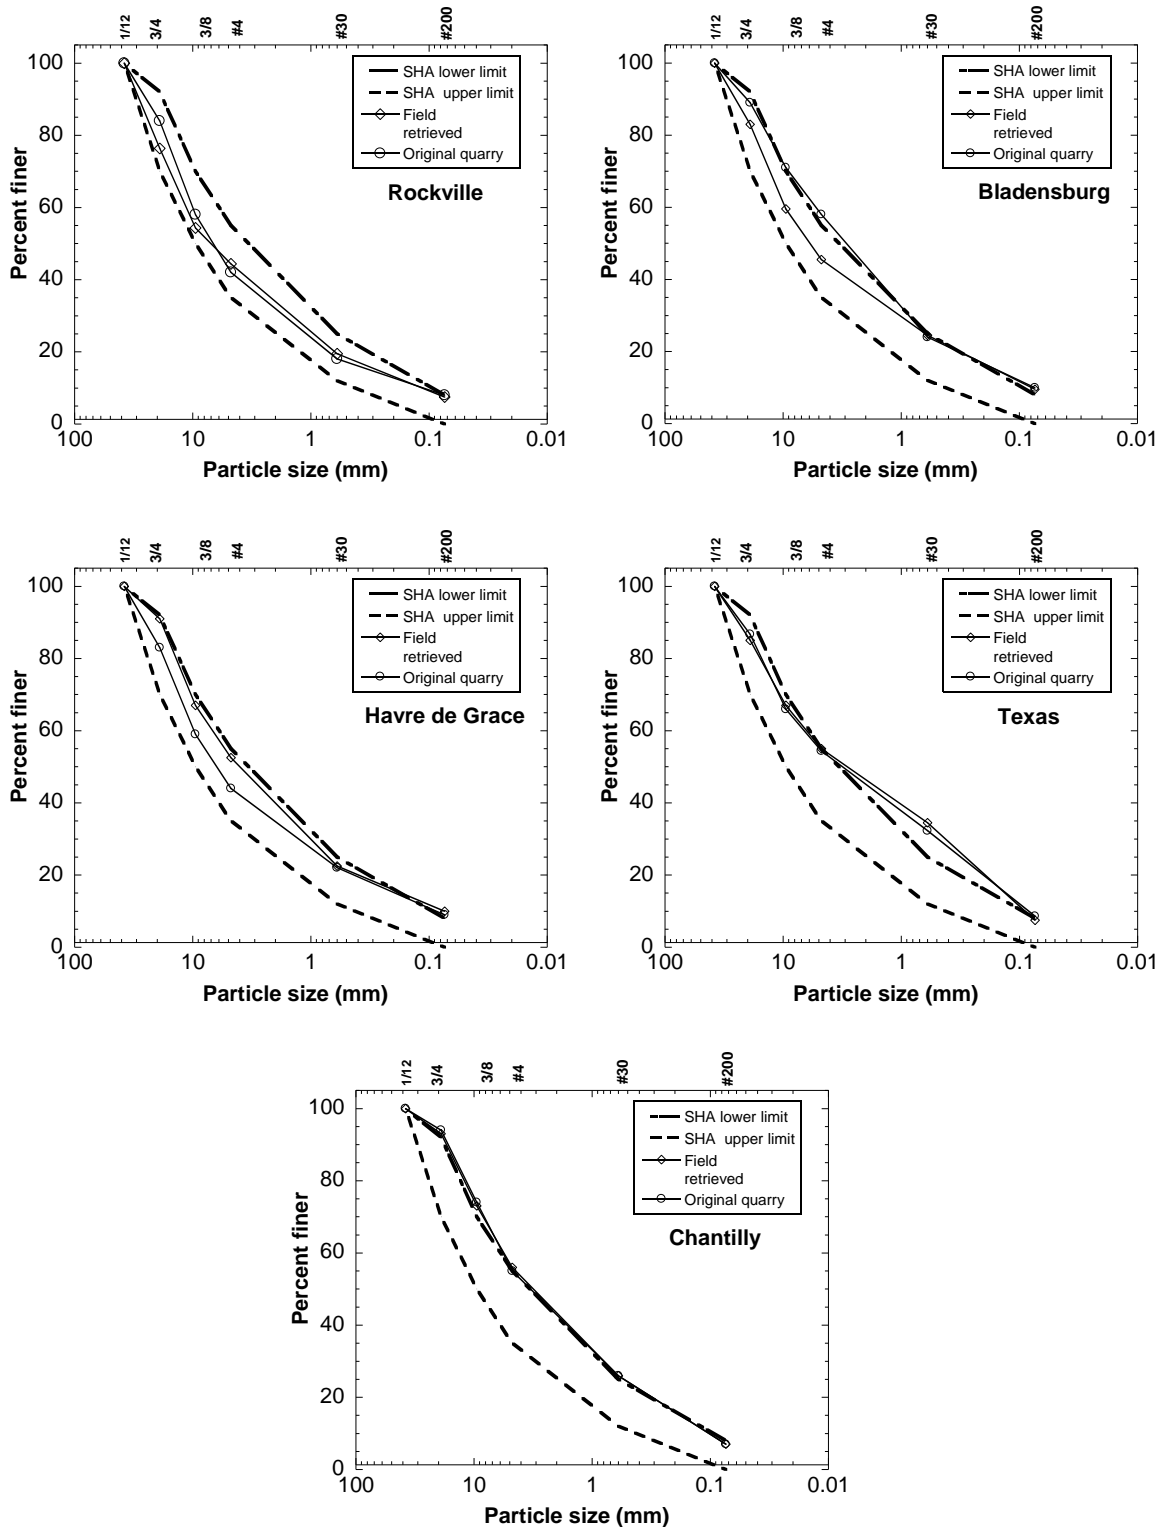 1/12 3/4 3/8 #4 #30 #200
100
80
60
40
20
0
Percent finer
SHA lower limit
SHA upper limit
Field
retrieved
Original quarry
Rockville
100 10 1 0.1 0.01
Particle size (mm)
1/12 3/4 3/8 #4 #30 #200
100
80
60
40
20
0
Percent finer
SHA lower limit
SHA upper limit
Field
retrieved
Original quarry
Bladensburg
100 10 1 0.1 0.01
Particle size (mm)
1/12 3/4 3/8 #4 #30 #200
100
80
60
40
20
0
Percent finer
SHA lower limit
SHA upper limit
Field
retrieved
Original quarry
Havre de Grace
100 10 1 0.1 0.01
Particle size (mm)
1/12 3/4 3/8 #4 #30 #200
100
80
60
40
20
0
Percent finer
SHA lower limit
SHA upper limit
Field
retrieved
Original quarry
Texas
100 10 1 0.1 0.01
Particle size (mm)
1/12 3/4 3/8 #4 #30 #200
100
80
60
40
20
0
Percent finer
SHA lower limit
SHA upper limit
Field
retrieved
Original quarry
Chantilly
100 10 1 0.1 0.01
Particle size (mm)